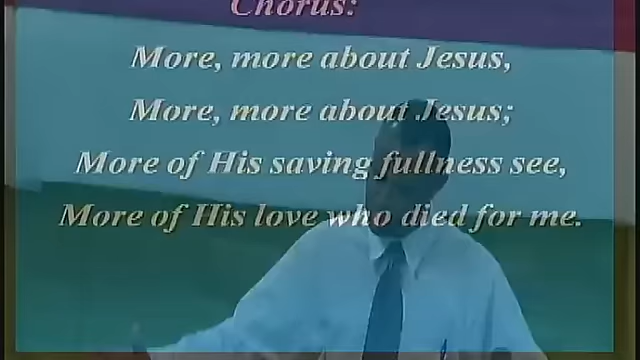 Chorus:
More, more about Jesus,
More, more about Jesus;
More of His saving fullness see,
More of His love who died for me.